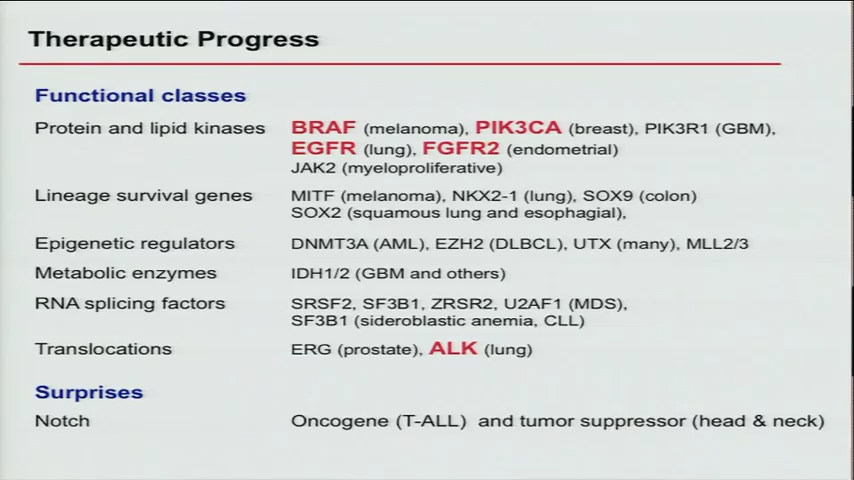 Therapeutic Progress
Functional classes
Protein and lipid kinases BRAF (melanoma), PIK3CA (breast), PIK3R1 (GBM),
EGFR (lung), FGFR2 (endometrial)
JAK2 (myeloproliferative)
Lineage survival genes MITF (melanoma), NKX2-1 (lung), SOX9 (colon)
SOX2 (squamous lung and esophagial),
Epigenetic regulators DNMT3A (AML), EZH2 (DLBCL), UTX (many), MLL2/3
Metabolic enzymes IDH1/2 (GBM and others)
RNA splicing factors SRSF2, SF3B1, ZRSR2, U2AF1 (MDS),
SF3B1 (sideroblastic anemia, CLL)
Translocations ERG (prostate), ALK (lung)
Surprises
Notch Oncogene (T-ALL) and tumor suppressor (head & neck)